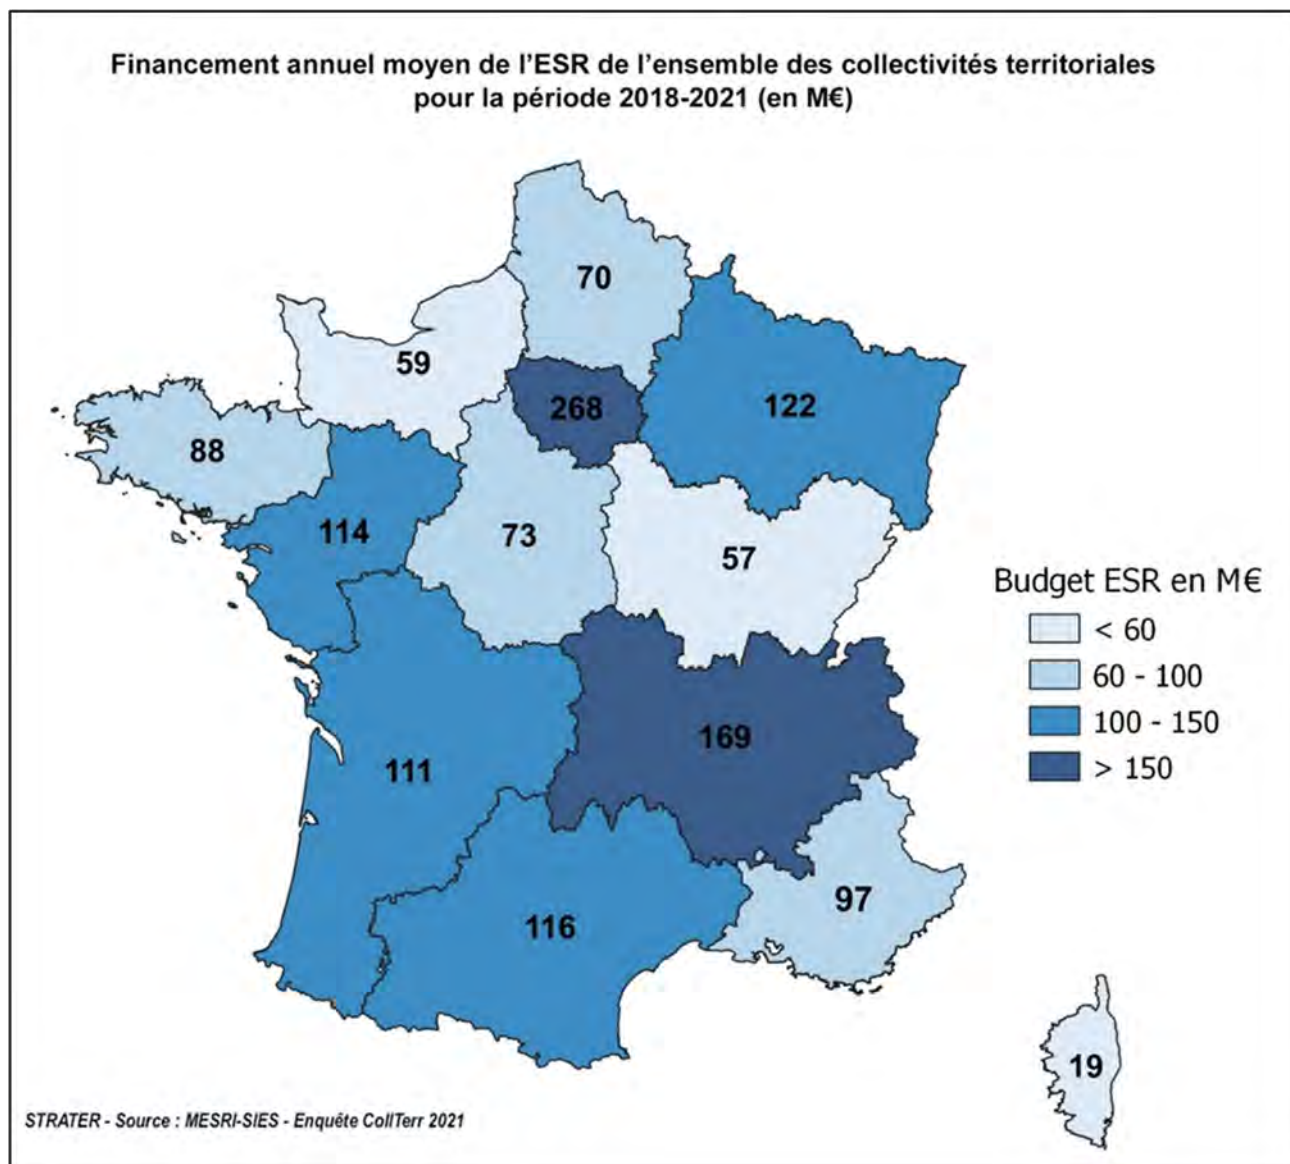 Financement annuel moyen de l'ESR de l'ensemble des collectivités territoriales
pour la période 2018-2021 (en M€)
70
59
268
122
88
114
73
57
169
111
97
116
19
Budget ESR en M€
< 60
60 - 100
100 - 150
> 150
STRATER - Source : MESRI-SIES - Enquête CollTerr 2021